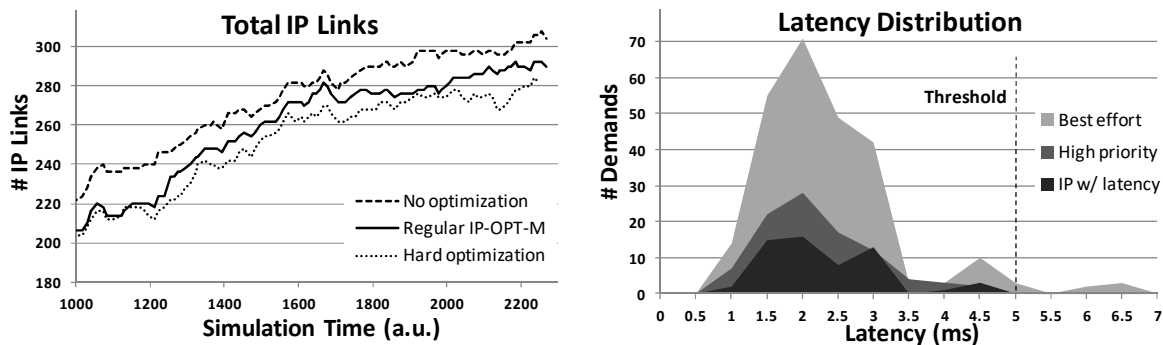 Total IP Links
300
280
260
240
220
200
180
# IP Links
No optimization
Regular IP-OPT-M
Hard optimization
1000
1200
1400
1600
1800
2000
2200
Simulation Time (a.u.)
Latency Distribution
70
60
50
40
30
20
10
0
# Demands
Threshold
Best effort
High priority
IP w/ latency
0
0.5
1
1.5
2
2.5
3
3.5
4
4.5
5
5.5
6
6.5
7
Latency (ms)